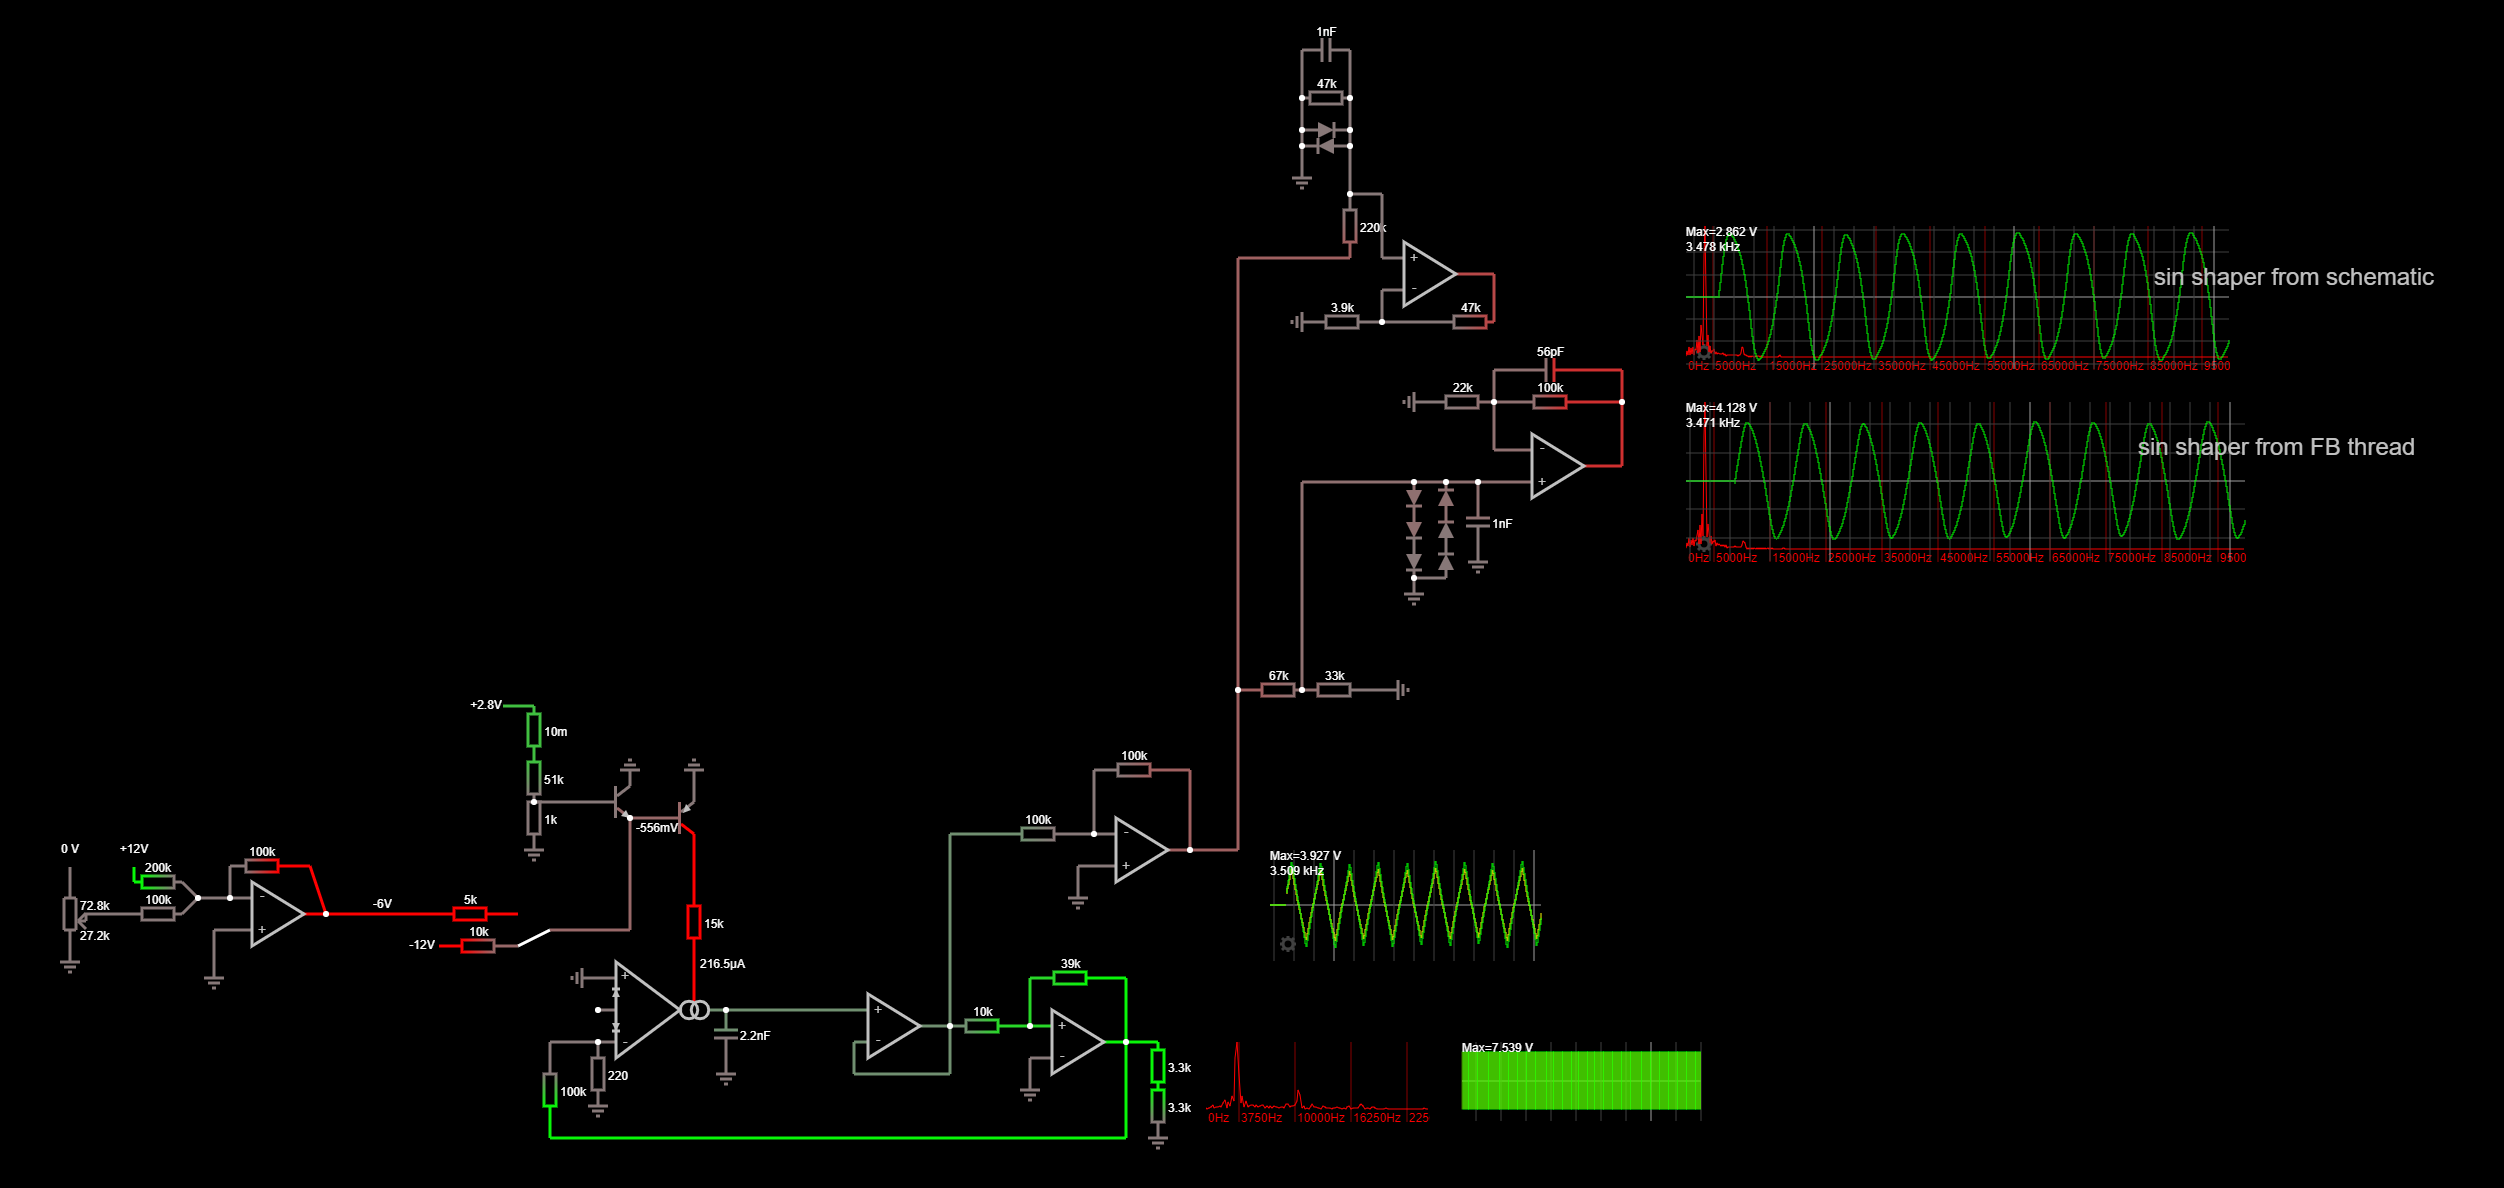 1nF
47k
220k
+
-
3.9k
47k
Max=2.862 V
3.478 kHz
sin shaper from schematic
0Hz 5000Hz 15000Hz 25000Hz 35000Hz 45000Hz 55000Hz 65000Hz 75000Hz 85000Hz 9500
56pF
22k
100k
-
+
1nF
Max=4.128 V
3.471 kHz
sin shaper from FB thread
0Hz 5000Hz 15000Hz 25000Hz 35000Hz 45000Hz 55000Hz 65000Hz 75000Hz 85000Hz 9500
67k
33k
+2.8V
10m
51k
1k
-556mV
0 V
+12V
200k
100k
100k
72.8k
27.2k
-
+
-6V
5k
-12V
10k
15k
216.5μA
+
-
2.2nF
220
100k
100k
100k
-
+
+
-
10k
39k
+
-
3.3k
3.3k
Max=3.927 V
3.509 kHz
0Hz 3750Hz 10000Hz 16250Hz 225
Max=7.539 V